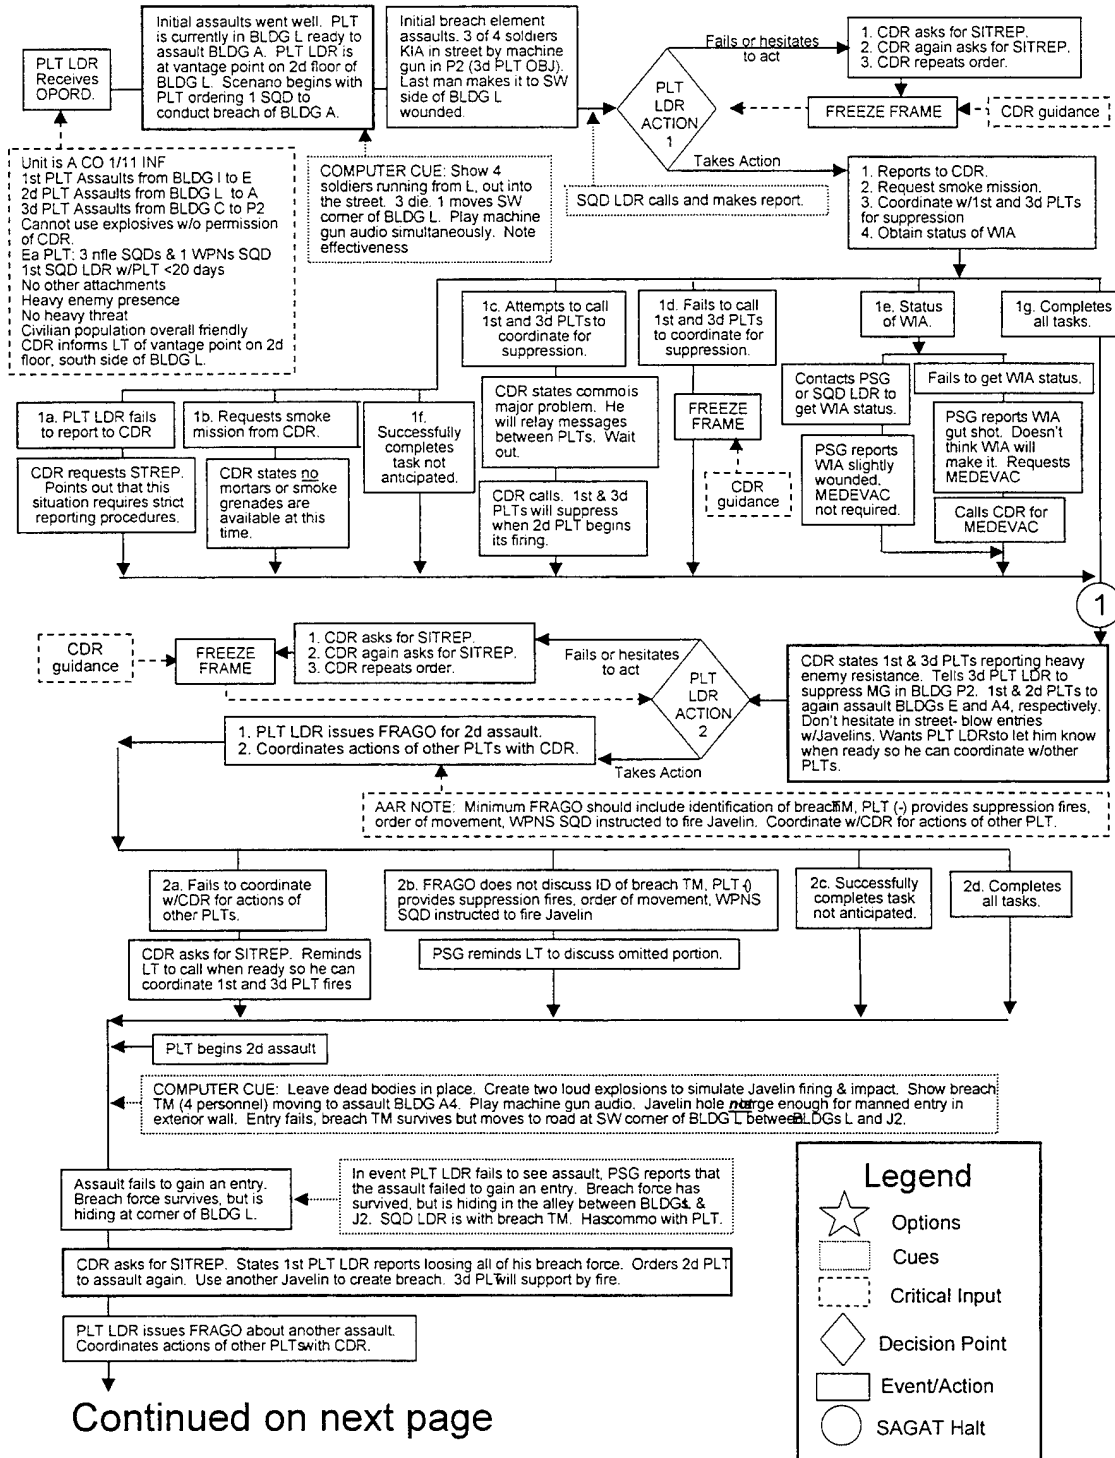 PLT LDR
Receives
OPORD.
Initial assaults went well. PLT
is currently in BLDG L ready to
assault BLDG A. PLT LDR is
at vantage point on 2d floor of
BLDG L. Scenano begins with
PLT ordering 1 SQD to
conduct breach of BLDG A.
Initial breach element
assaults. 3 of 4 soldiers
KIA in street by machine
gun in P2 (3d PLT OBJ).
Last man makes it to SW
side of BLDG L
wounded.
Fails or hesitates
to act
PLT
LDR
ACTION
1
Takes Action
1. CDR asks for SITREP.
2. CDR again asks for SITREP.
3. CDR repeats order.
FREEZE FRAME
CDR guidance
Unit is A CO 1/11 INF
1st PLT Assaults from BLDG I to E
2d PLT Assaults from BLDG L to A
3d PLT Assaults from BLDG C to P2
Cannot use explosives w/o permission
of CDR.
Ea PLT: 3 nfle SQDs & 1 WPNs SQD
1st SQD LDR w/PLT <20 days
No other attachments
Heavy enemy presence
No heavy threat
Civilian population overall friendly
CDR informs LT of vantage point on 2d
floor, south side of BLDG L.
COMPUTER CUE: Show 4
soldiers running from L, out into
the street. 3 die. 1 moves SW
corner of BLDG L. Play machine
gun audio simultaneously. Note
effectiveness
SQD LDR calls and makes report.
1. Reports to CDR.
2. Request smoke mission.
3. Coordinate w/1st and 3d PLTs
for suppression
4. Obtain status of WIA
1a. PLT LDR fails
to report to CDR
CDR requests STREP.
Points out that this
situation requires strict
reporting procedures.
1b. Requests smoke
mission from CDR.
CDR states no
mortars or smoke
grenades are
available at this
time.
1f.
Successfully
completes
task not
anticipated.
1c. Attempts to call
1st and 3d PLTs to
coordinate for
suppression.
CDR states commo is
major problem. He
will relay messages
between PLTs. Wait
out.
CDR calls. 1st & 3d
PLTs will suppress
when 2d PLT begins
its firing.
1d. Fails to call
1st and 3d PLTs
to coordinate for
suppression.
FREEZE
FRAME
CDR
guidance
1e. Status
of WIA.
Contacts PSG
or SQD LDR to
get WIA status.
PSG reports
WIA slightly
wounded.
MEDEVAC
not required.
Fails to get WIA status.
PSG reports WIA
gut shot. Doesn't
think WIA will
make it. Requests
MEDEVAC
Calls CDR for
MEDEVAC
1g. Completes
all tasks.
1
CDR states 1st & 3d PLTs reporting heavy
enemy resistance. Tells 3d PLT LDR to
suppress MG in BLDG P2. 1st & 2d PLTs to
again assault BLDGs E and A4, respectively.
Don't hesitate in street- blow entries
w/Javelins. Wants PLT LDRsto let him know
when ready so he can coordinate w/other
PLTs.
PLT
LDR
ACTION
2
Fails or hesitates
to act
1. CDR asks for SITREP.
2. CDR again asks for SITREP.
3. CDR repeats order.
FREEZE
FRAME
CDR
guidance
Takes Action
1. PLT LDR issues FRAGO for 2d assault.
2. Coordinates actions of other PLTs with CDR.
AAR NOTE: Minimum FRAGO should include identification of breach TM, PLT (-) provides suppression fires,
order of movement, WPNS SQD instructed to fire Javelin. Coordinate w/CDR for actions of other PLT.
2a. Fails to coordinate
w/CDR for actions of
other PLTs.
CDR asks for SITREP. Reminds
LT to call when ready so he can
coordinate 1st and 3d PLT fires
2b. FRAGO does not discuss ID of breach TM, PLT (-)
provides suppression fires, order of movement, WPNS
SQD instructed to fire Javelin
PSG reminds LT to discuss omitted portion.
2c. Successfully
completes task
not anticipated.
2d. Completes
all tasks.
PLT begins 2d assault
COMPUTER CUE: Leave dead bodies in place. Create two loud explosions to simulate Javelin firing & impact. Show breach
TM (4 personnel) moving to assault BLDG A4. Play machine gun audio. Javelin hole not large enough for manned entry in
exterior wall. Entry fails, breach TM survives but moves to road at SW corner of BLDG L between BLDGs L and J2.
Assault fails to gain an entry.
Breach force survives, but is
hiding at corner of BLDG L.
In event PLT LDR fails to see assault, PSG reports that
the assault failed to gain an entry. Breach force has
survived, but is hiding in the alley between BLDGs L &
J2. SQD LDR is with breach TM. Has commo with PLT.
CDR asks for SITREP. States 1st PLT LDR reports loosing all of his breach force. Orders 2d PLT
to assault again. Use another Javelin to create breach. 3d PLT will support by fire.
PLT LDR issues FRAGO about another assault.
Coordinates actions of other PLTs with CDR.
Continued on next page
Legend
Options
Cues
Critical Input
Decision Point
Event/Action
SAGAT Halt